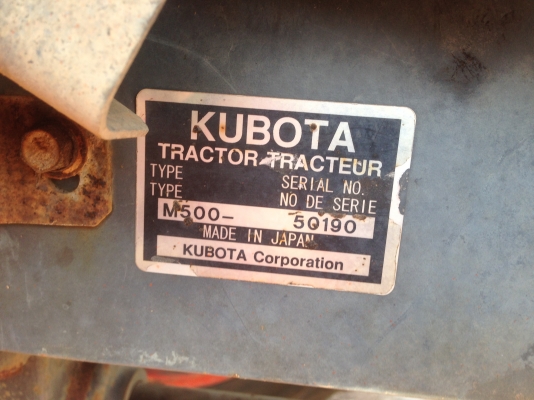 KUBOTA
TRACTOR-TRACTEUR
TYPE SERIAL NO.
TYPE NO DE SERIE
M500- 50190
MADE IN JAPAN
KUBOTA Corporation